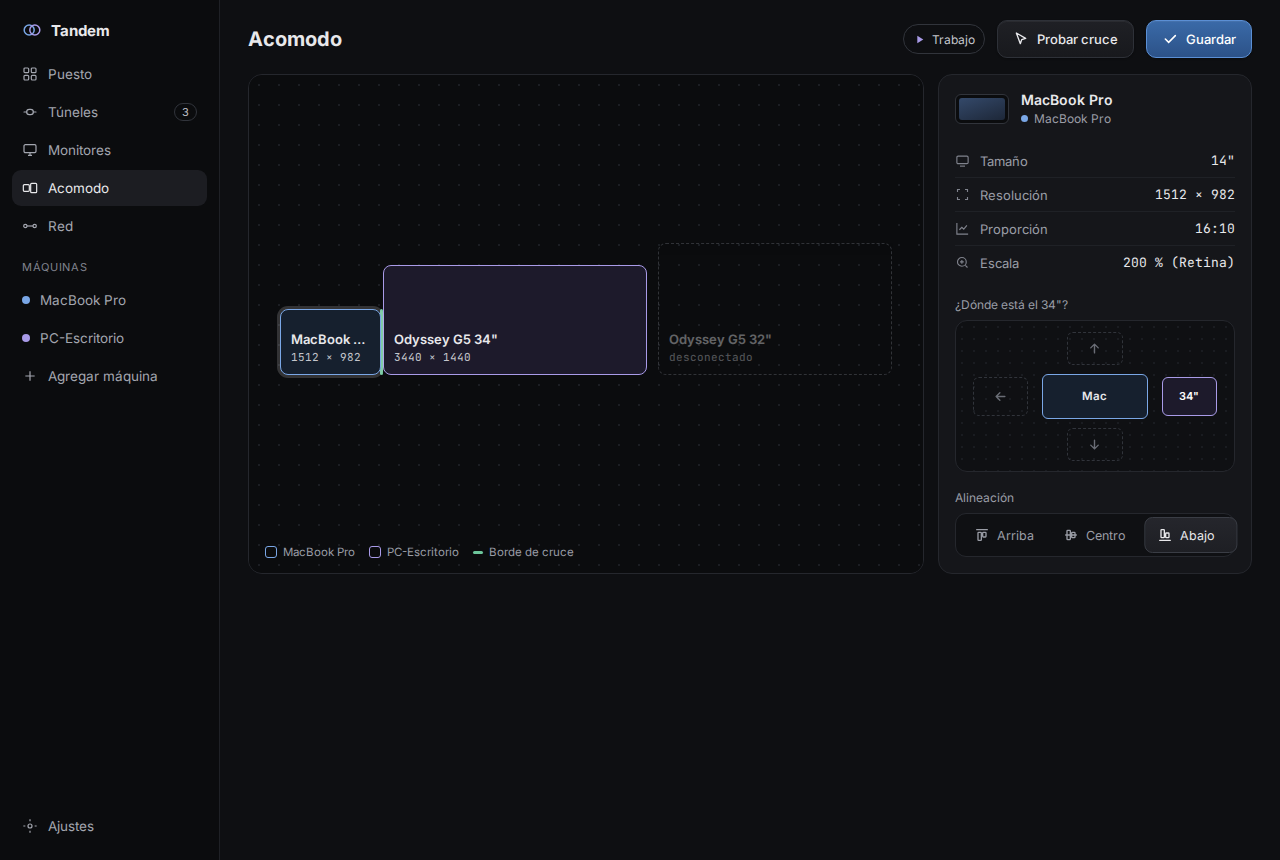 Tandem
Puesto
Túneles 3
Monitores
Acomodo
Red
MÁQUINAS
MacBook Pro
PC-Escritorio
Agregar máquina
Ajustes
Acomodo
Trabajo
Probar cruce
Guardar
MacBook ...
1512 × 982
Odyssey G5 34"
3440 × 1440
Odyssey G5 32"
desconectado
MacBook Pro PC-Escritorio Borde de cruce
MacBook Pro
MacBook Pro
Tamaño 14"
Resolución 1512 × 982
Proporción 16:10
Escala 200 % (Retina)
¿Dónde está el 34"?
Mac 34"
Alineación
Arriba Centro Abajo